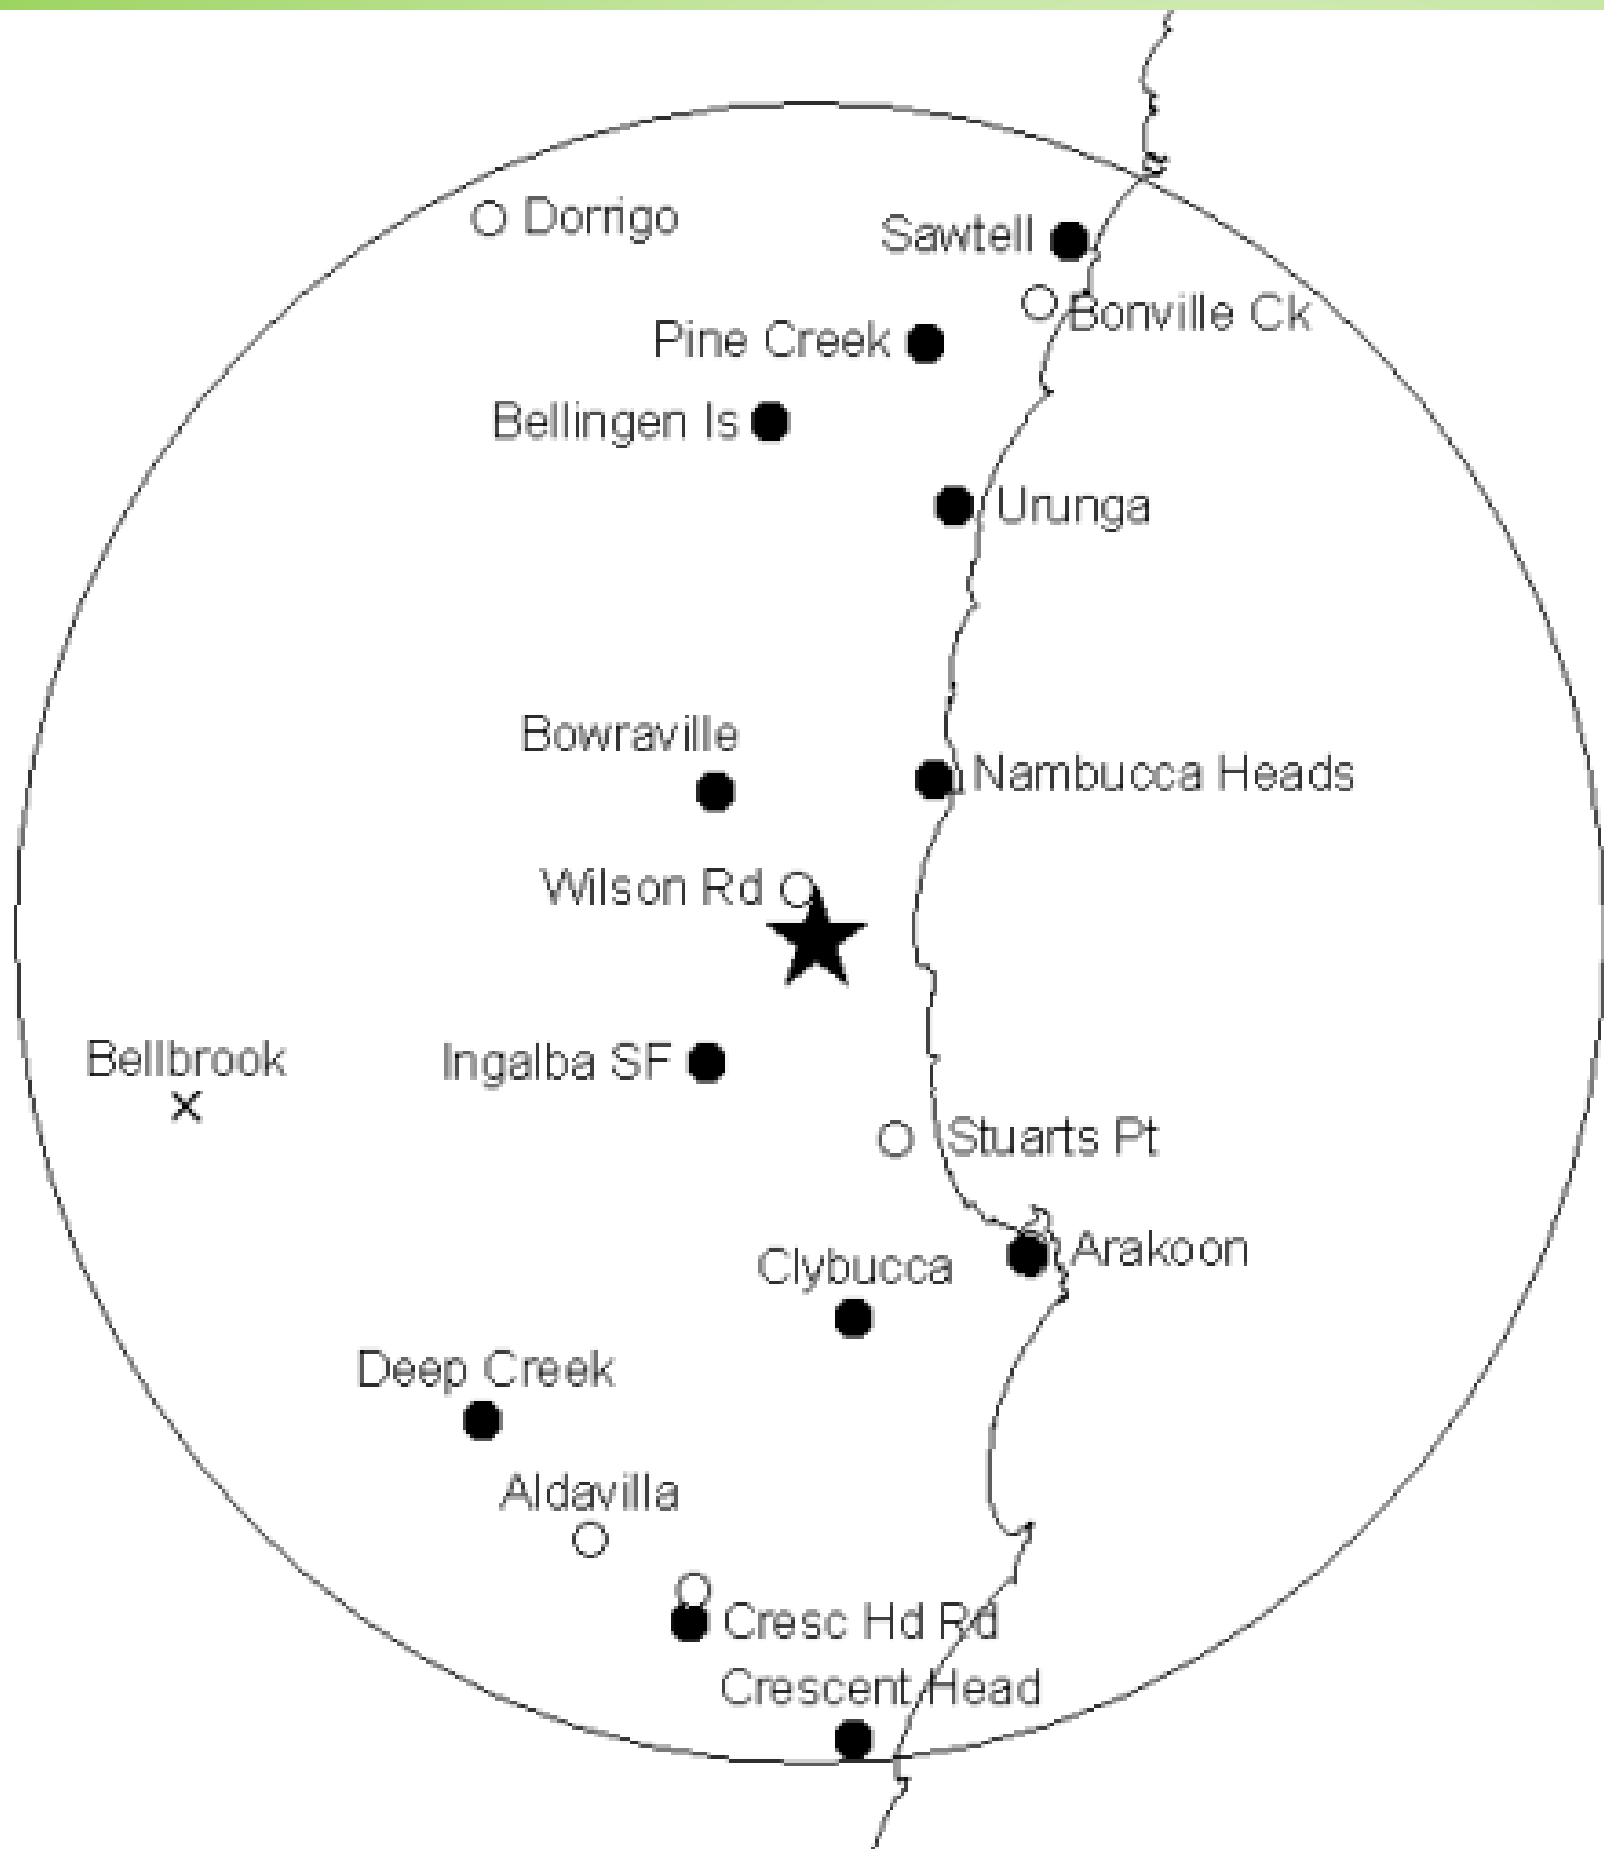 Dorrigo
Sawtell
Bonville Ck
Pine Creek
Bellingen Is
Urunga
Bowraville
Nambucca Heads
Wilson Rd
Bellbrook
Ingalba SF
Stuarts Pt
Arakoon
Clybucca
Deep Creek
Aldavilla
Cresc Hd Rd
Crescent Head